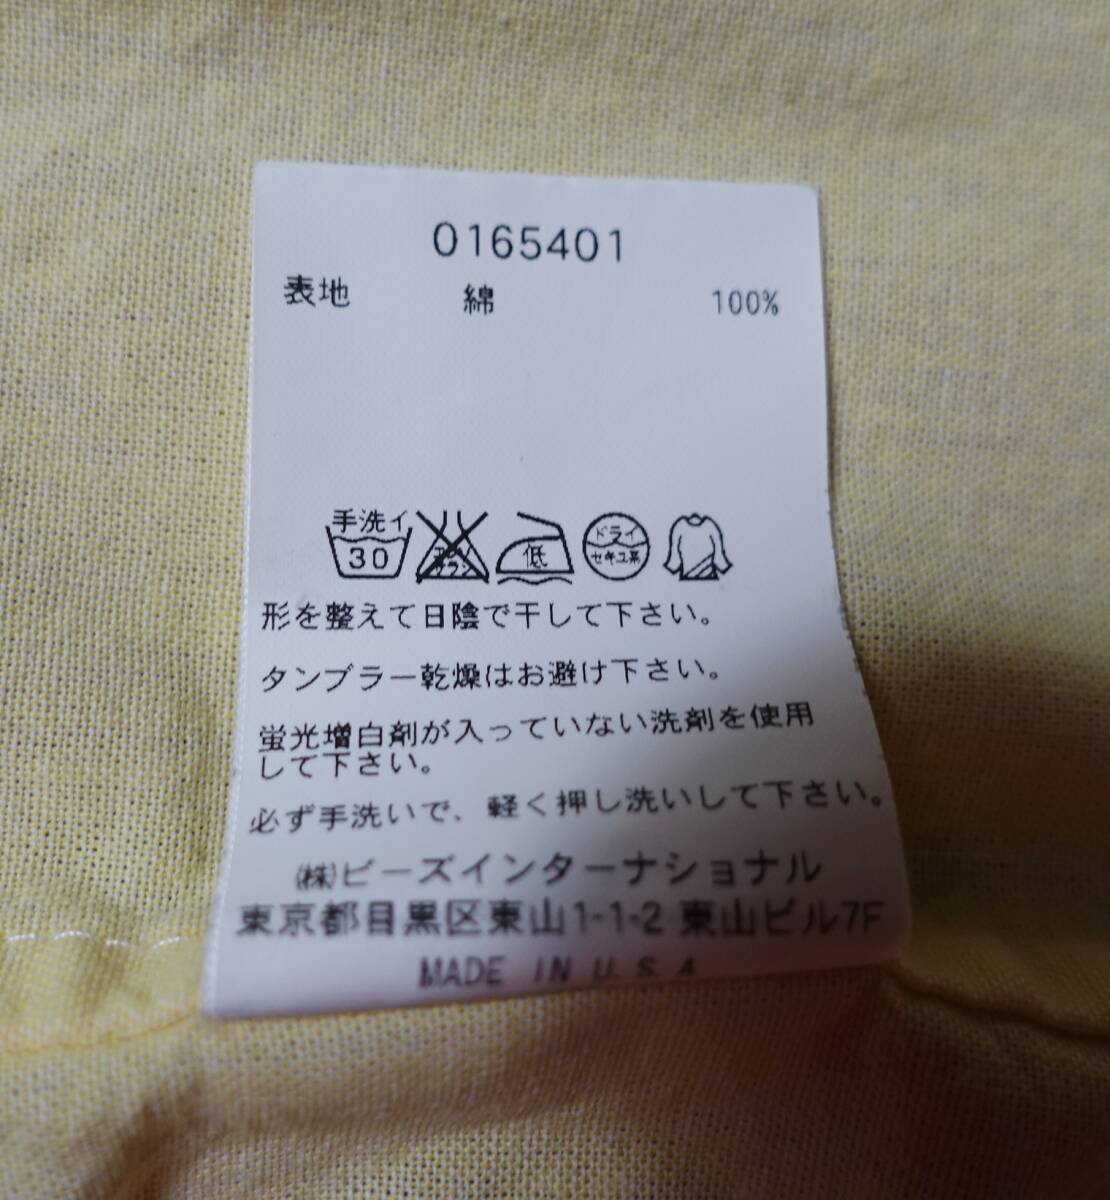 0165401
表地 綿 100%
手洗イ
30
エンソ
サラシ
低
ドライ
セキユ系
形を整えて日陰で干して下さい。
タンブラー乾燥はお避け下さい。
蛍光増白剤が入っていない洗剤を使用
して下さい。
必ず手洗いで、軽く押し洗いして下さい。
㈱ビーズインターナショナル
東京都目黒区東山1-1-2 東山ビル7F
MADE IN U.S.A